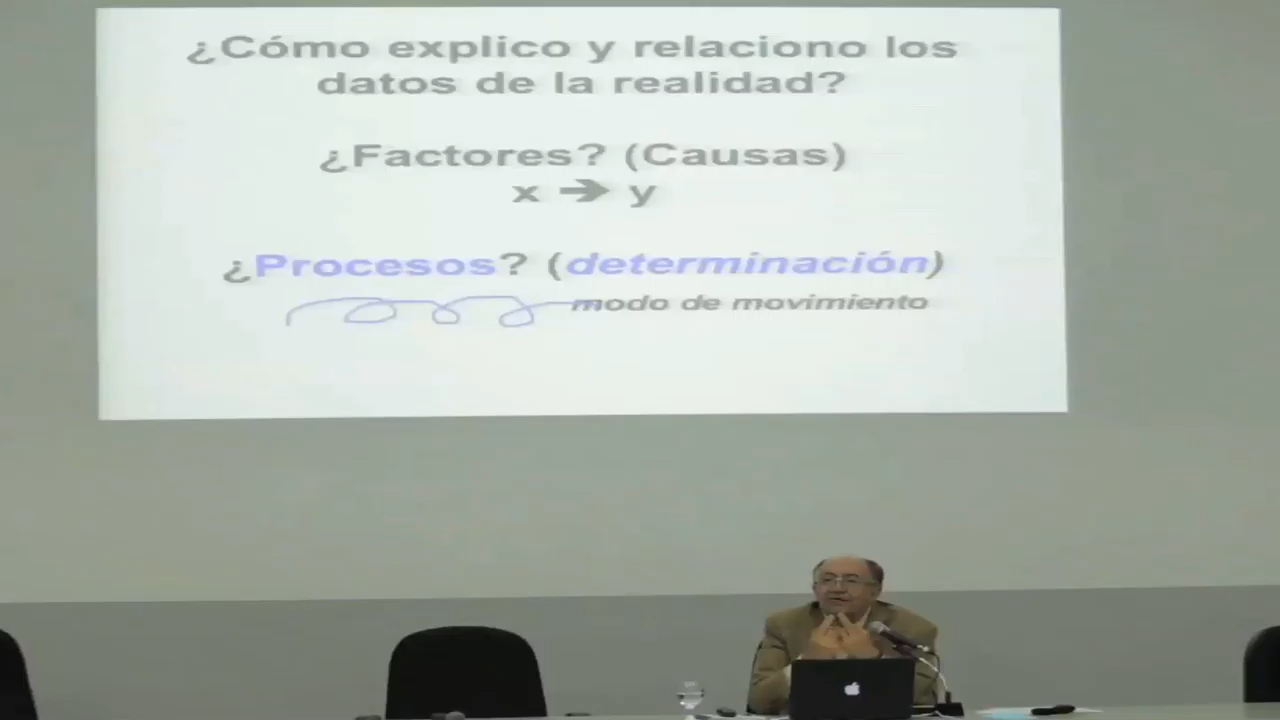 ¿Cómo explico y relaciono los
datos de la realidad?
¿Factores? (Causas)
x ➔ y
¿Procesos? (determinación)
modo de movimiento